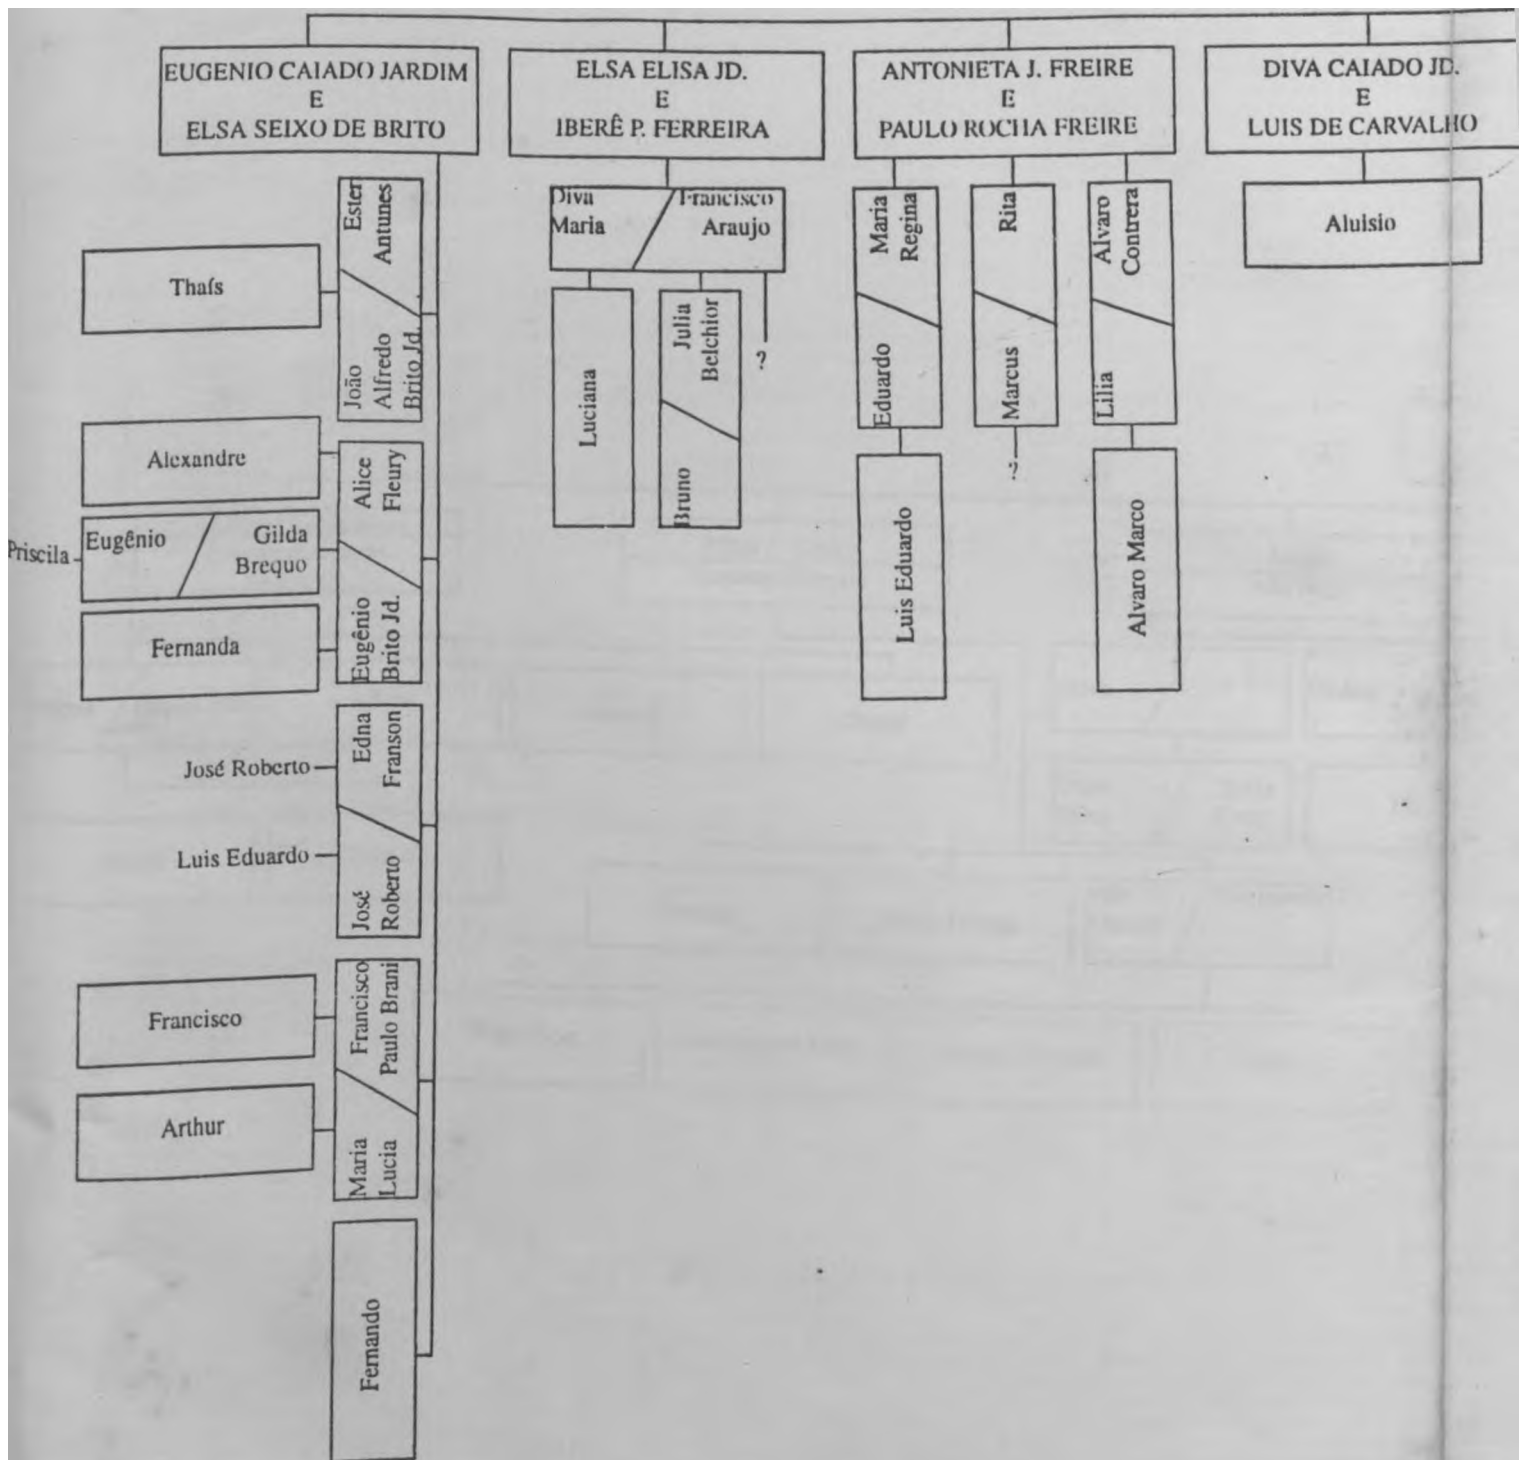 EUGENIO CAIADO JARDIM
E
ELSA SEIXO DE BRITO
ELSA ELISA JD.
E
IBERÊ P. FERREIRA
ANTONIETA J. FREIRE
E
PAULO ROCHA FREIRE
DIVA CAIADO JD.
E
LUIS DE CARVALHO
Ester
Antunes
João
Alfredo
Brito Jd.
Thaís
Alice
Fleury
Eugênio
Brito Jd.
Alexandre
Eugênio
Gilda
Brequo
Priscila
Fernanda
Edna
Franson
José
Roberto
José Roberto
Luis Eduardo
Francisco
Paulo Brani
Maria
Lucia
Francisco
Arthur
Fernando
Diva
Maria
Francisco
Araujo
Luciana
Julia
Belchior
Bruno
?
Maria
Regina
Eduardo
Luis Eduardo
Rita
Marcus
?
Alvaro
Contrera
Lilia
Alvaro Marco
Aluisio